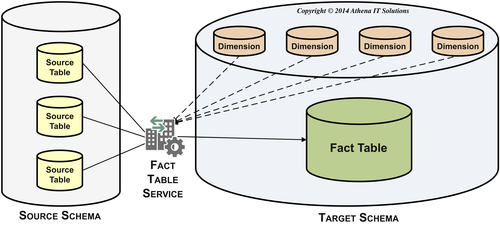 Copyright © 2014 Athena IT Solutions
Dimension
Dimension
Dimension
Dimension
Source
Table
Source
Table
Source
Table
FACT
TABLE
SERVICE
Fact Table
SOURCE SCHEMA
TARGET SCHEMA